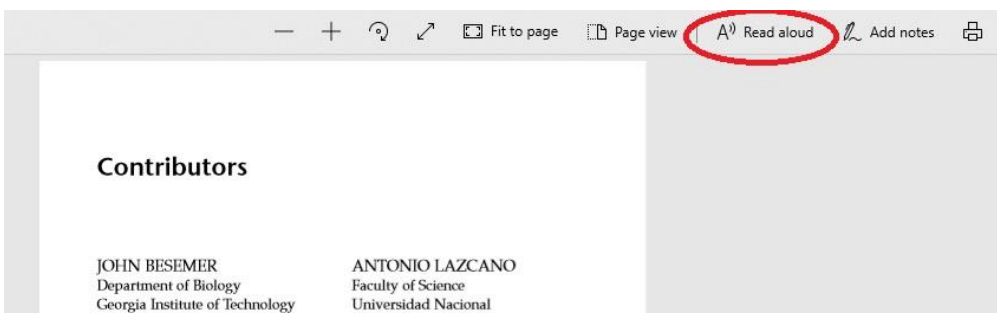 Fit to page Page view A Read aloud Add notes
Contributors
JOHN BESEMER
Department of Biology
Georgia Institute of Technology
ANTONIO LAZCANO
Faculty of Science
Universidad Nacional